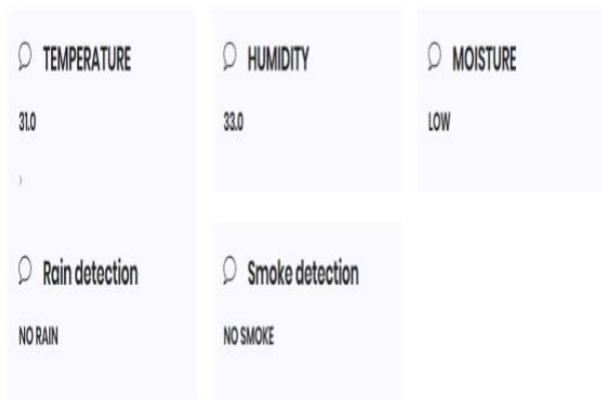 TEMPERATURE
31.0
›
HUMIDITY
33.0
MOISTURE
LOW
Rain detection
NO RAIN
Smoke detection
NO SMOKE